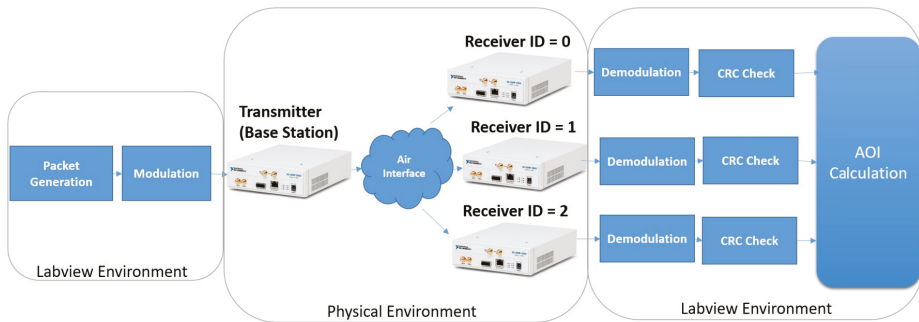 Receiver ID = 0
Demodulation
CRC Check
Transmitter
(Base Station)
Receiver ID = 1
Packet
Generation
Modulation
Air
Interface
Demodulation
CRC Check
AOI
Calculation
Receiver ID = 2
Demodulation
CRC Check
Labview Environment
Physical Environment
Labview Environment